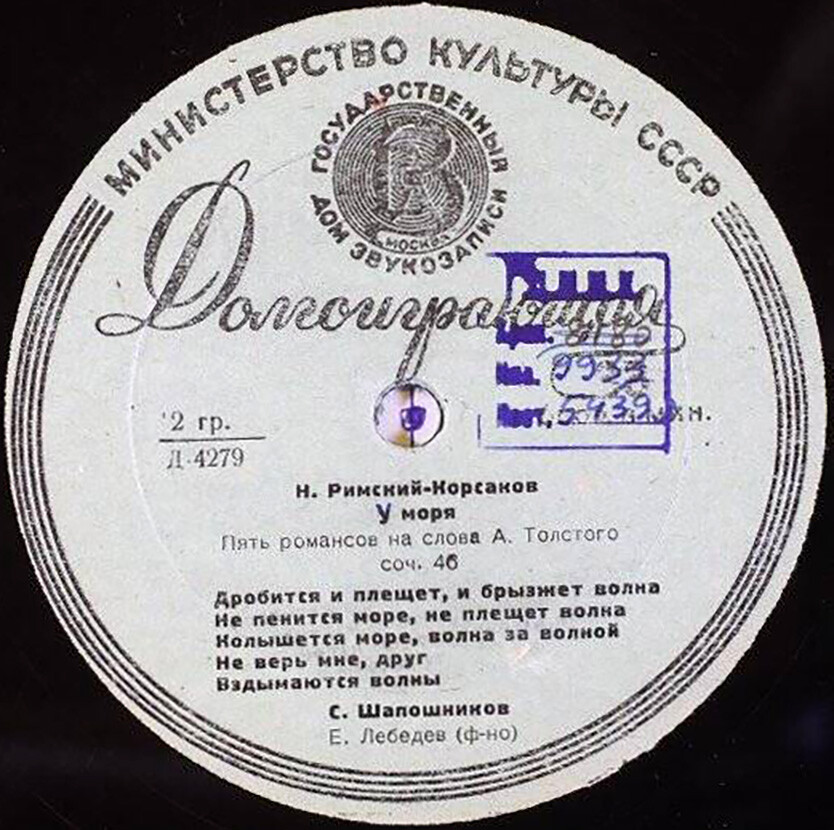 МИНИСТЕРСТВО КУЛЬТУРЫ СССР
ГОСУДАРСТВЕННЫЙ
ДОМ ЗВУКОЗАПИСИ
МОСКВА
Долгоиграющая
2 гр.
Д-4279
9933
5439
Н. Римский-Корсаков
У моря
Пять романсов на слова А. Толстого
соч. 46
Дробится и плещет, и брызжет волна
Не пенится море, не плещет волна
Колышется море, волна за волной
Не верь мне, друг
Вздымаются волны
С. Шапошников
Е. Лебедев (ф-но)